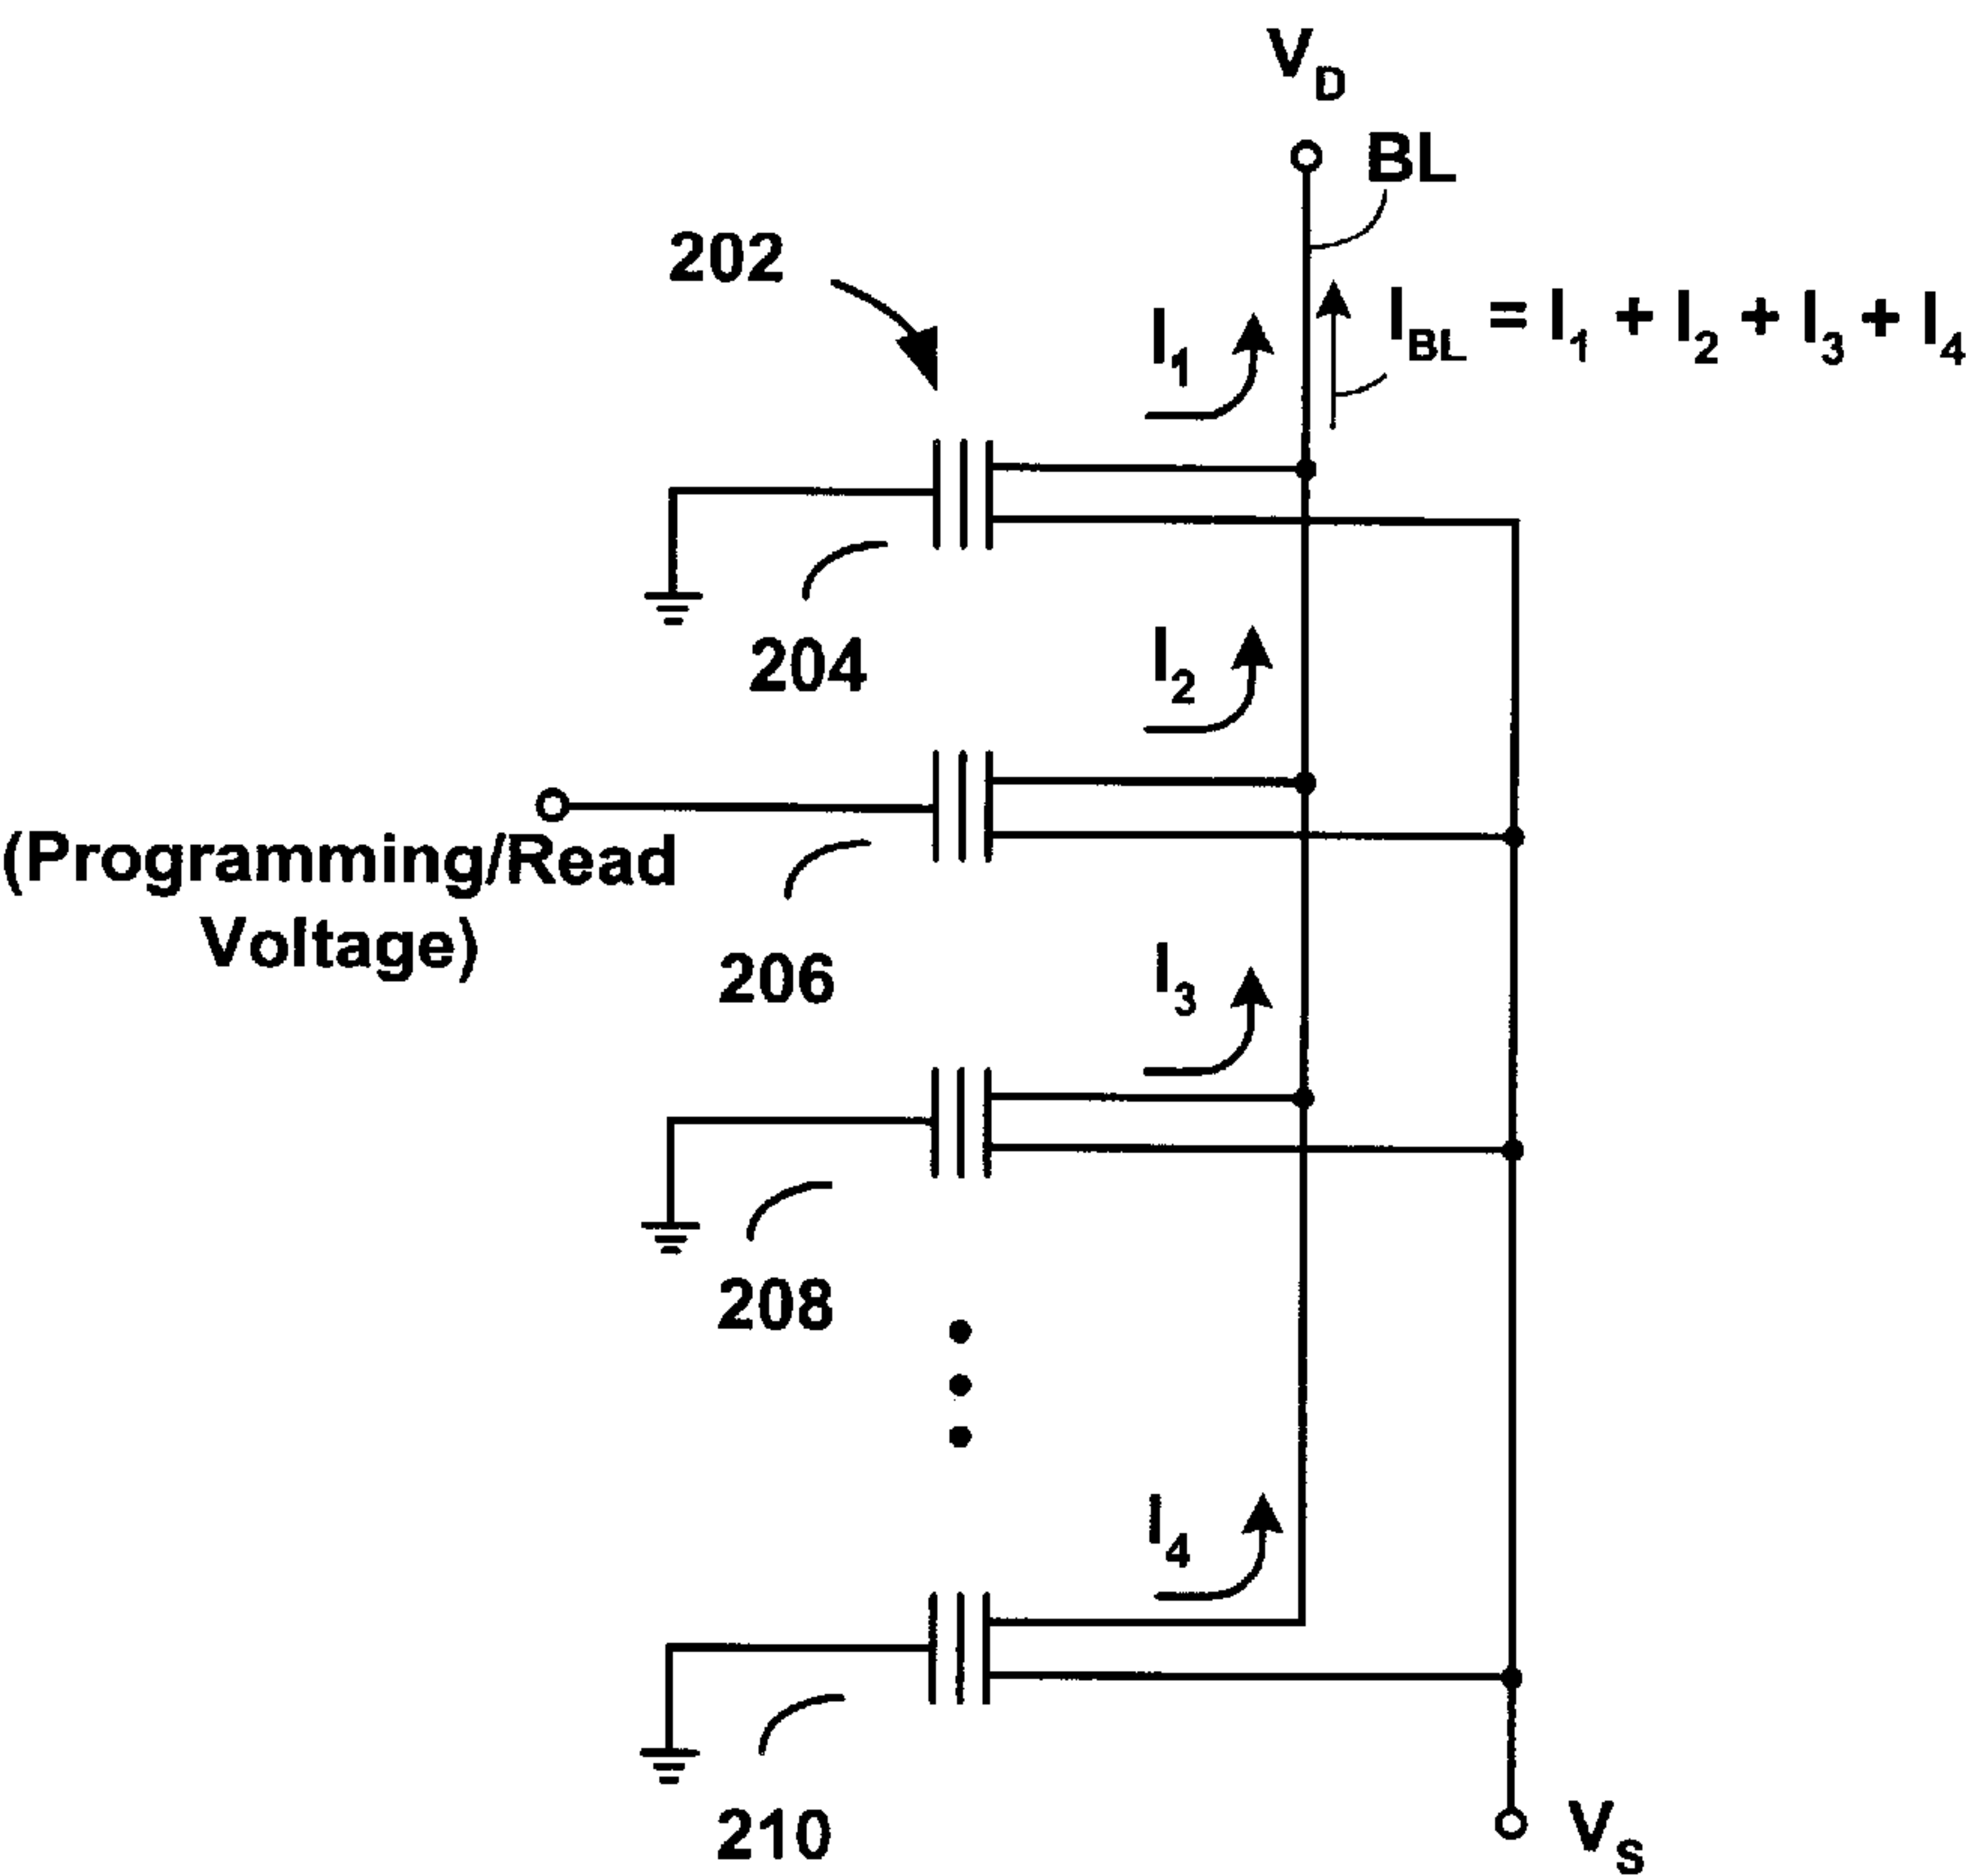 V_D
BL
202
I_1
I_BL = I_1 + I_2 + I_3 + I_4
204
I_2
(Programming/Read
Voltage)
206
I_3
208
I_4
210
V_S